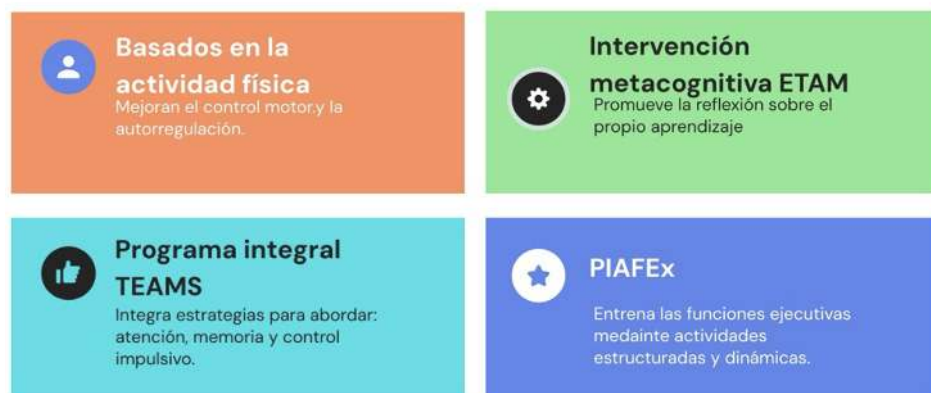 Basados en la
actividad física
Mejoran el control motor.y la
autorregulación.
Intervención
metacognitiva ETAM
Promueve la reflexión sobre el
propio aprendizaje
Programa integral
TEAMS
Integra estrategias para abordar:
atención, memoria y control
impulsivo.
PIAFEx
Entrena las funciones ejecutivas
medainte actividades
estructuradas y dinámicas.